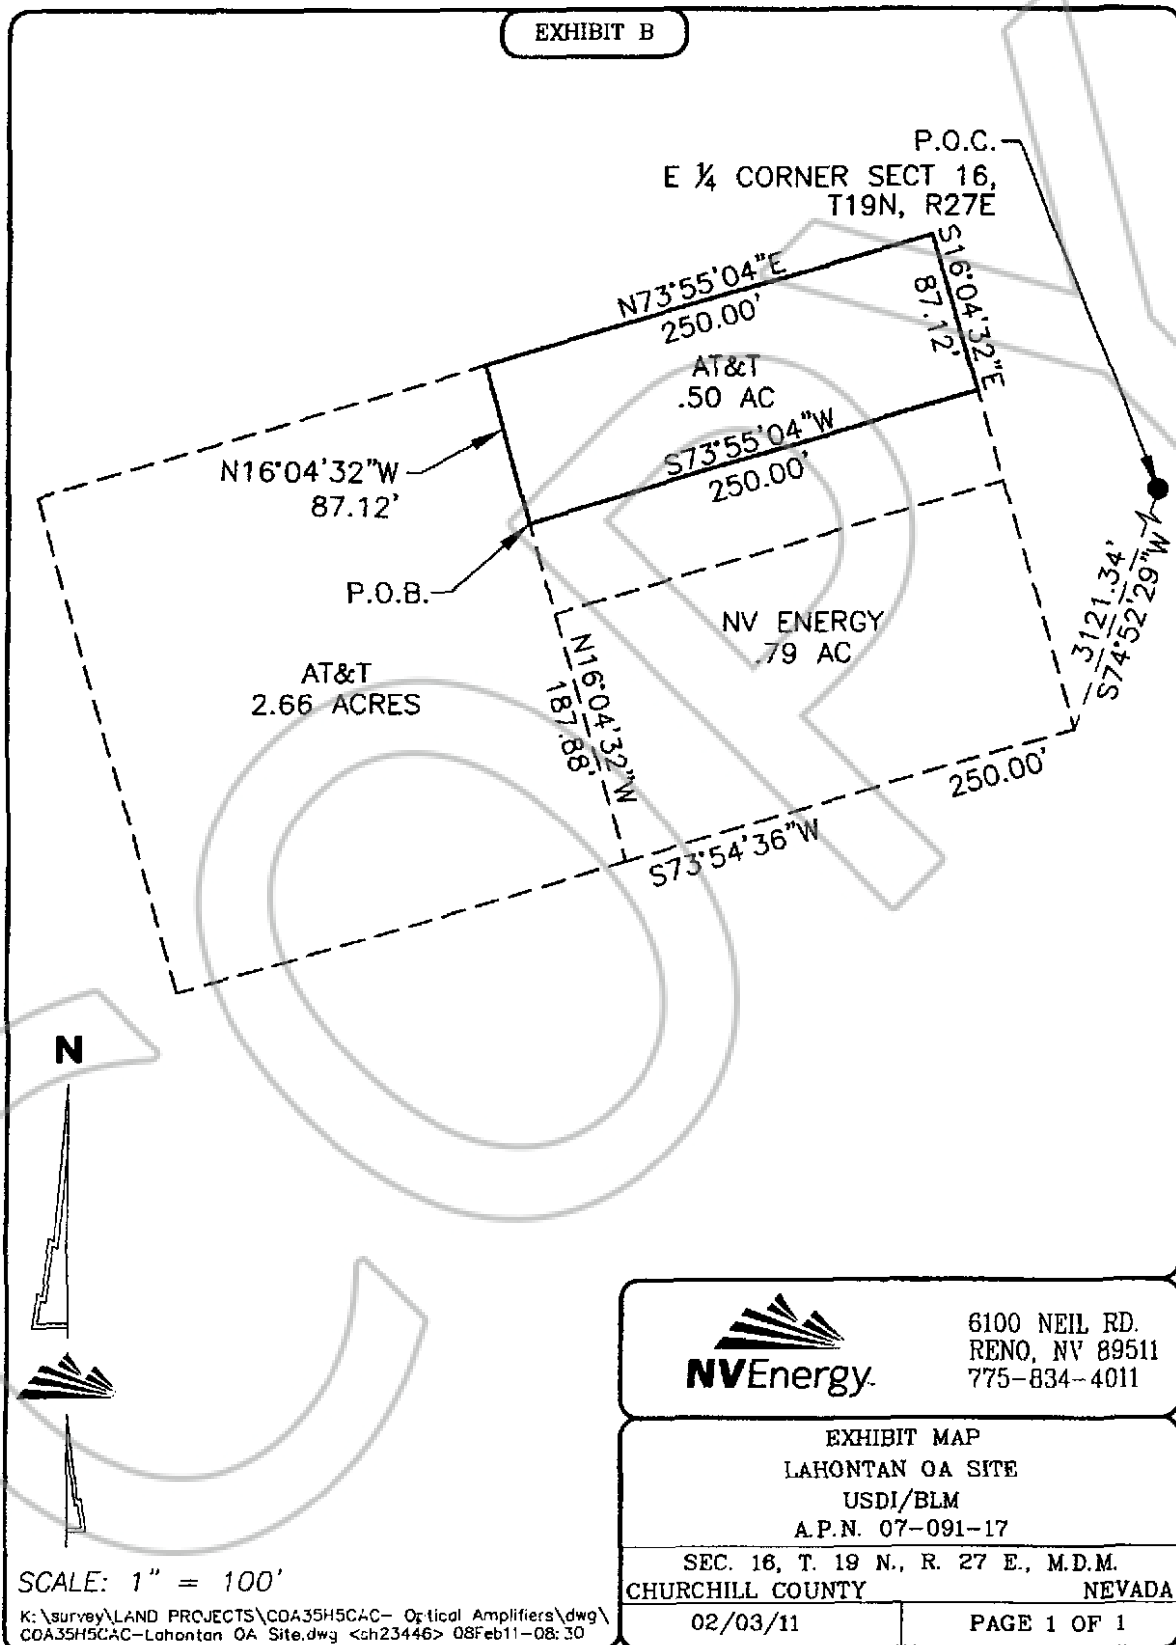 EXHIBIT B
P.O.C.
E ¼ CORNER SECT 16,
T19N, R27E
N73°55'04"E
250.00'
S16°04'32"E
87.12'
AT&T
.50 AC
S73°55'04"W
250.00'
N16°04'32"W
87.12'
P.O.B.
NV ENERGY
.79 AC
3121.34'
S74°52'29"W
AT&T
2.66 ACRES
N16°04'32"W
187.88'
250.00'
S73°54'36"W
COPY
N
NVEnergy
6100 NEIL RD.
RENO, NV 89511
775-834-4011
EXHIBIT MAP
LAHONTAN OA SITE
USDI/BLM
A.P.N. 07-091-17
SEC. 16, T. 19 N., R. 27 E., M.D.M.
CHURCHILL COUNTY NEVADA
02/03/11 PAGE 1 OF 1
SCALE: 1" = 100'
K:\survey\LAND PROJECTS\COA35H5CAC- Optical Amplifiers\dwg\
COA35H5CAC-Lahontan OA Site.dwg <sh23446> 08Feb11-08:30